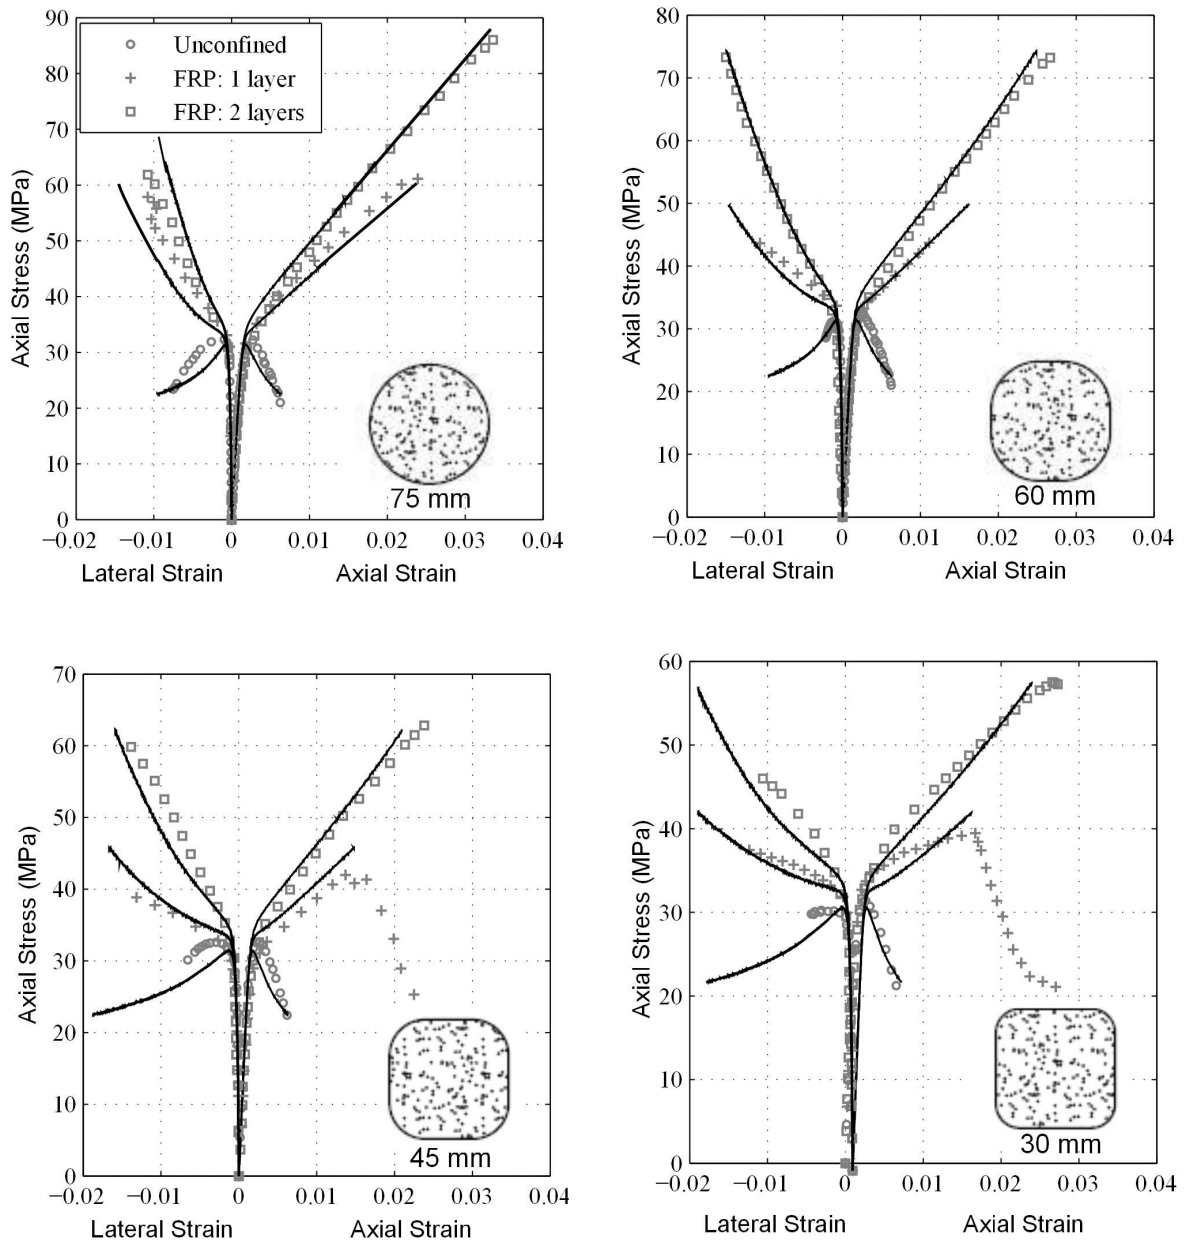 90
80
70
60
50
40
30
20
10
0
Axial Stress (MPa)
Unconfined
FRP: 1 layer
FRP: 2 layers
75 mm
−0.02 −0.01 0 0.01 0.02 0.03 0.04
Lateral Strain Axial Strain
80
70
60
50
40
30
20
10
0
Axial Stress (MPa)
60 mm
−0.02 −0.01 0 0.01 0.02 0.03 0.04
Lateral Strain Axial Strain
70
60
50
40
30
20
10
0
Axial Stress (MPa)
45 mm
−0.02 −0.01 0 0.01 0.02 0.03 0.04
Lateral Strain Axial Strain
60
50
40
30
20
10
0
Axial Stress (MPa)
30 mm
−0.02 −0.01 0 0.01 0.02 0.03 0.04
Lateral Strain Axial Strain